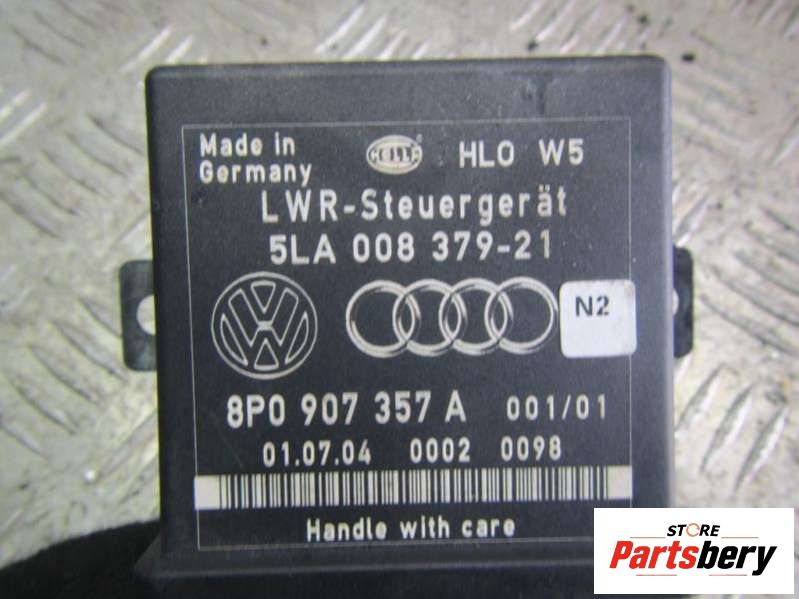 Made in
Germany
HELLA
HLO W5
LWR-Steuergerät
5LA 008 379-21
N2
8P0 907 357 A 001/01
01.07.04 0002 0098
Handle with care
STORE
Partsbery